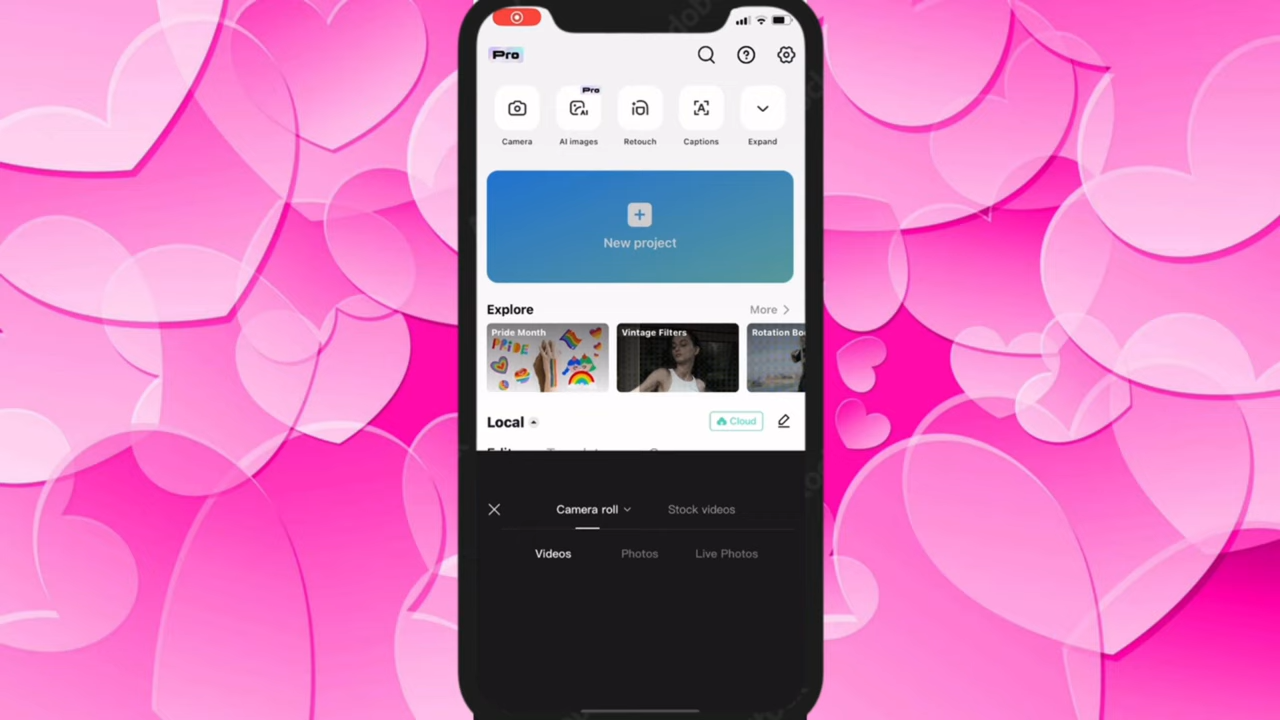 Pro
Pro
Camera
AI images
Retouch
Captions
Expand
New project
Explore
More
Pride Month
Vintage Filters
Rotation Bo
PRIDE
Local
Cloud
Camera roll
Stock videos
Videos
Photos
Live Photos